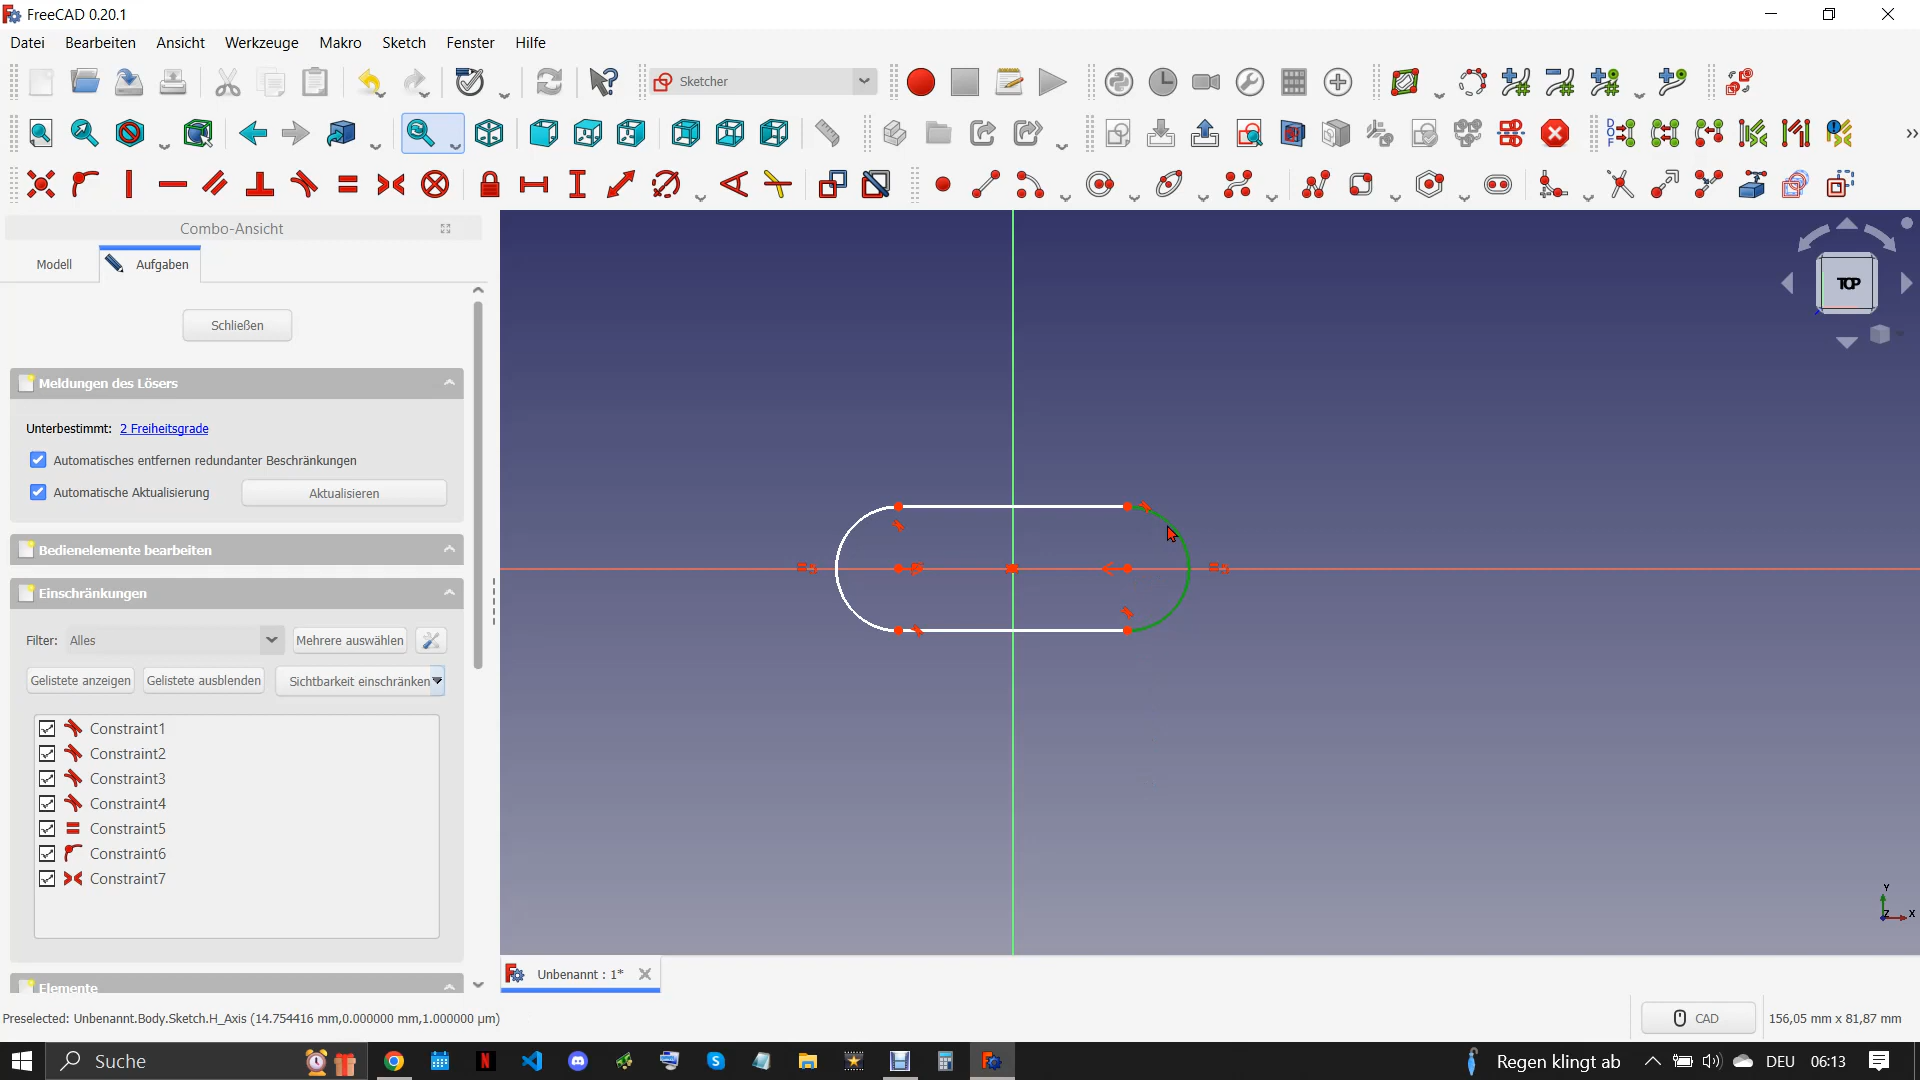 FreeCAD 0.20.1
Datei Bearbeiten Ansicht Werkzeuge Makro Sketch Fenster Hilfe
Sketcher
DOF
Combo-Ansicht
Modell Aufgaben
Schließen
Meldungen des Lösers
Unterbestimmt: 2 Freiheitsgrade
Automatisches entfernen redundanter Beschränkungen
Automatische Aktualisierung Aktualisieren
Bedienelemente bearbeiten
Einschränkungen
Filter: Alles Mehrere auswählen
Gelistete anzeigen Gelistete ausblenden Sichtbarkeit einschränken
Constraint1
Constraint2
Constraint3
Constraint4
Constraint5
Constraint6
Constraint7
Elemente
TOP
Y
Z X
Unbenannt : 1*
Preselected: Unbenannt.Body.Sketch.H_Axis (14.754416 mm,0.000000 mm,1.000000 µm)
CAD 156,05 mm x 81,87 mm
Suche
Regen klingt ab DEU 06:13